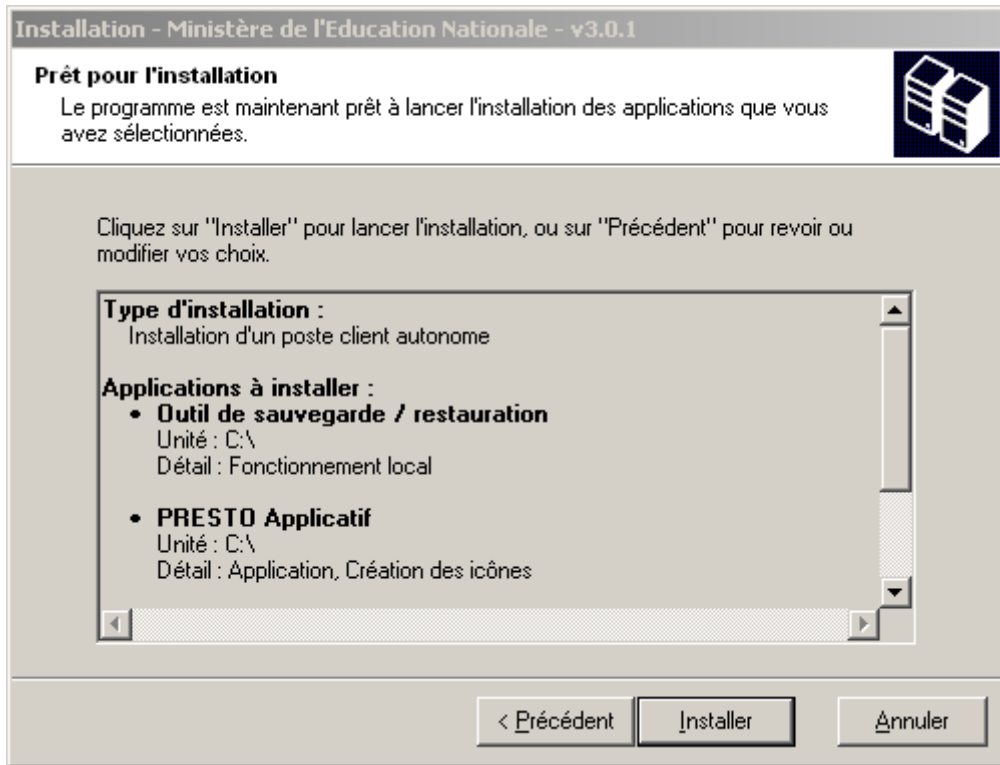 Installation - Ministère de l'Education Nationale - v3.0.1
Prêt pour l'installation
Le programme est maintenant prêt à lancer l'installation des applications que vous
avez sélectionnées.
Cliquez sur "Installer" pour lancer l'installation, ou sur "Précédent" pour revoir ou
modifier vos choix.
Type d'installation :
Installation d'un poste client autonome
Applications à installer :
• Outil de sauvegarde / restauration
Unité : C:\
Détail : Fonctionnement local
• PRESTO Applicatif
Unité : C:\
Détail : Application, Création des icônes
< Précédent
Installer
Annuler